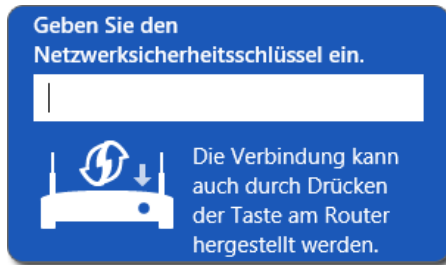 Geben Sie den
Netzwerksicherheitsschlüssel ein.
Die Verbindung kann
auch durch Drücken
der Taste am Router
hergestellt werden.